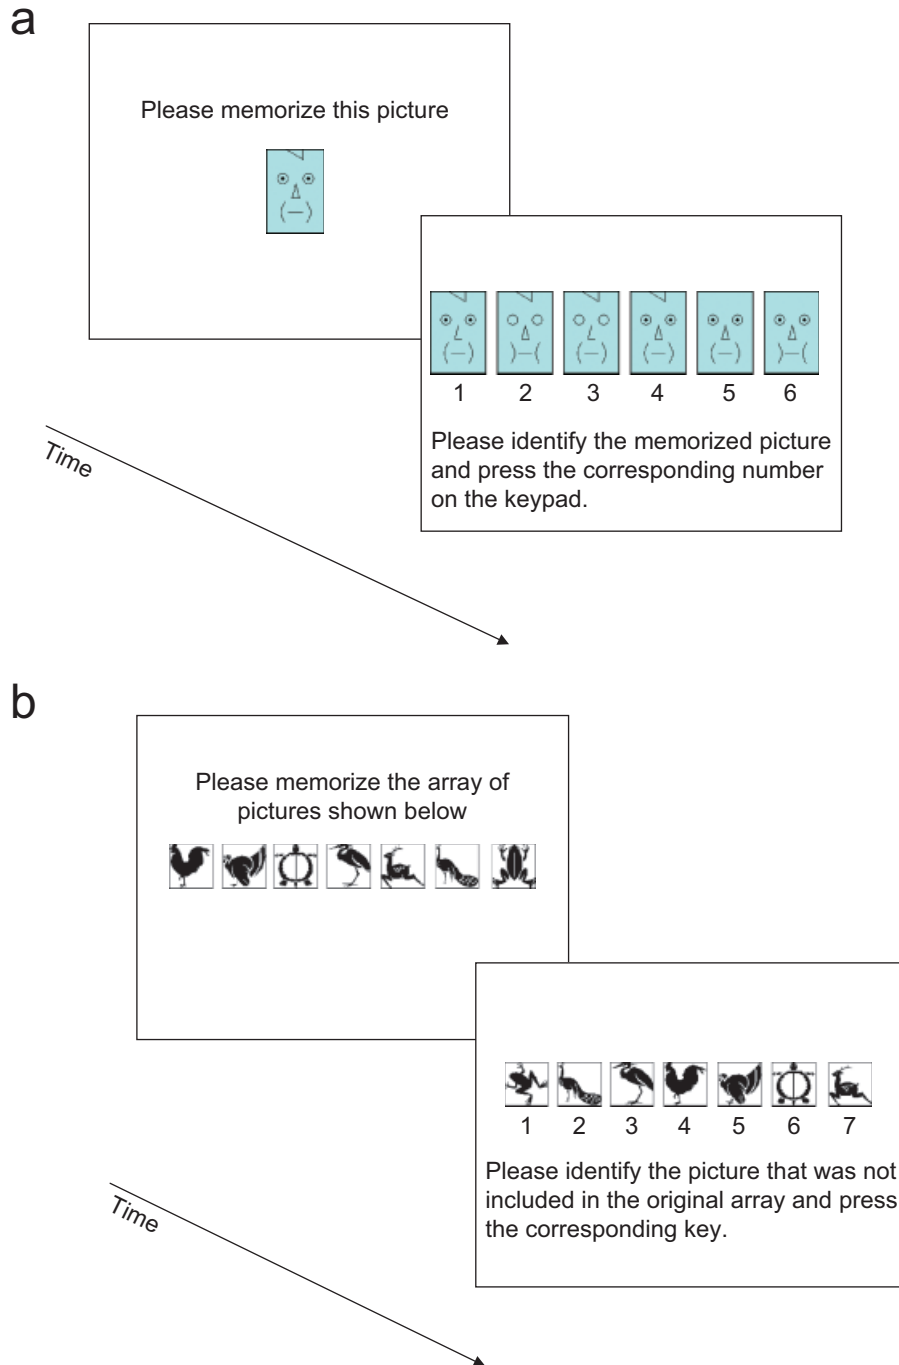 a
Please memorize this picture
1 2 3 4 5 6
Please identify the memorized picture
and press the corresponding number
on the keypad.
Time
b
Please memorize the array of
pictures shown below
1 2 3 4 5 6 7
Please identify the picture that was not
included in the original array and press
the corresponding key.
Time